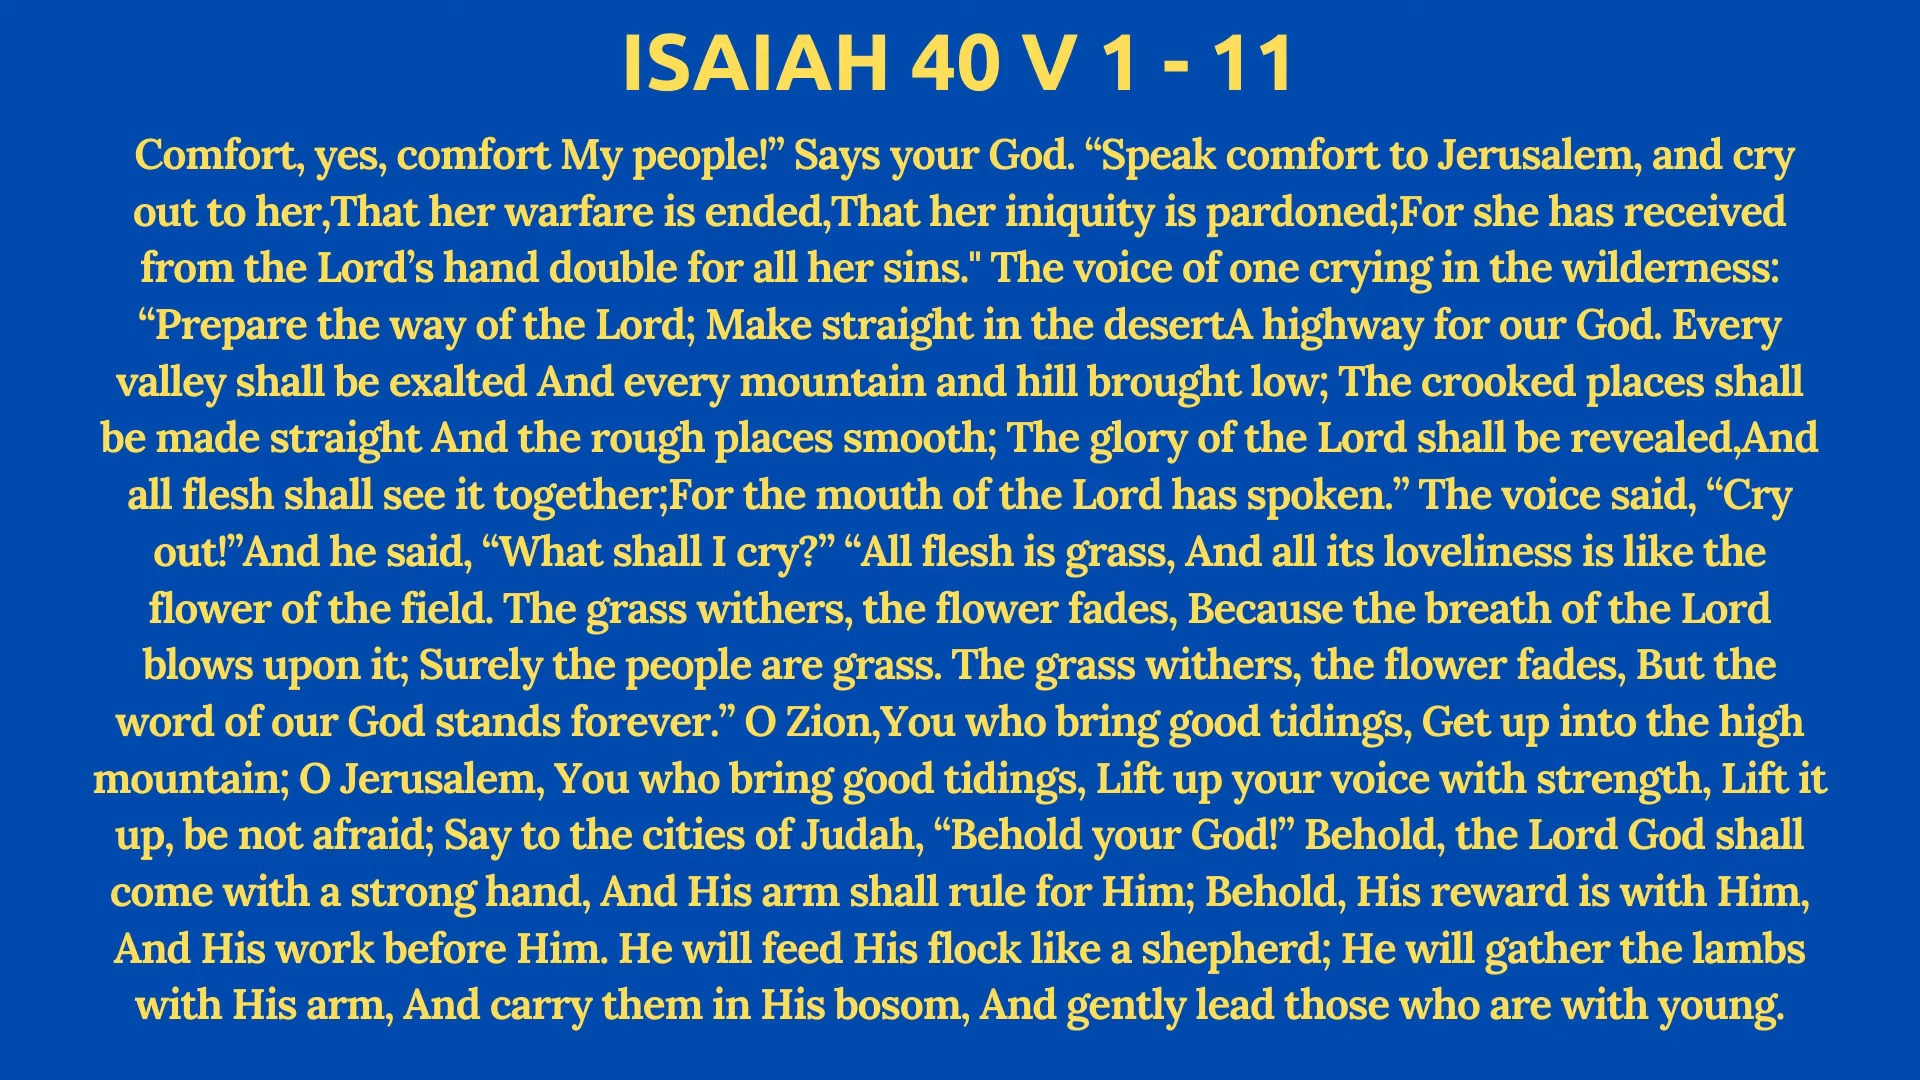 ISAIAH 40 V 1 - 11
Comfort, yes, comfort My people!” Says your God. “Speak comfort to Jerusalem, and cry
out to her,That her warfare is ended,That her iniquity is pardoned;For she has received
from the Lord’s hand double for all her sins." The voice of one crying in the wilderness:
“Prepare the way of the Lord; Make straight in the desertA highway for our God. Every
valley shall be exalted And every mountain and hill brought low; The crooked places shall
be made straight And the rough places smooth; The glory of the Lord shall be revealed,And
all flesh shall see it together;For the mouth of the Lord has spoken.” The voice said, “Cry
out!”And he said, “What shall I cry?” “All flesh is grass, And all its loveliness is like the
flower of the field. The grass withers, the flower fades, Because the breath of the Lord
blows upon it; Surely the people are grass. The grass withers, the flower fades, But the
word of our God stands forever.” O Zion,You who bring good tidings, Get up into the high
mountain; O Jerusalem, You who bring good tidings, Lift up your voice with strength, Lift it
up, be not afraid; Say to the cities of Judah, “Behold your God!” Behold, the Lord God shall
come with a strong hand, And His arm shall rule for Him; Behold, His reward is with Him,
And His work before Him. He will feed His flock like a shepherd; He will gather the lambs
with His arm, And carry them in His bosom, And gently lead those who are with young.